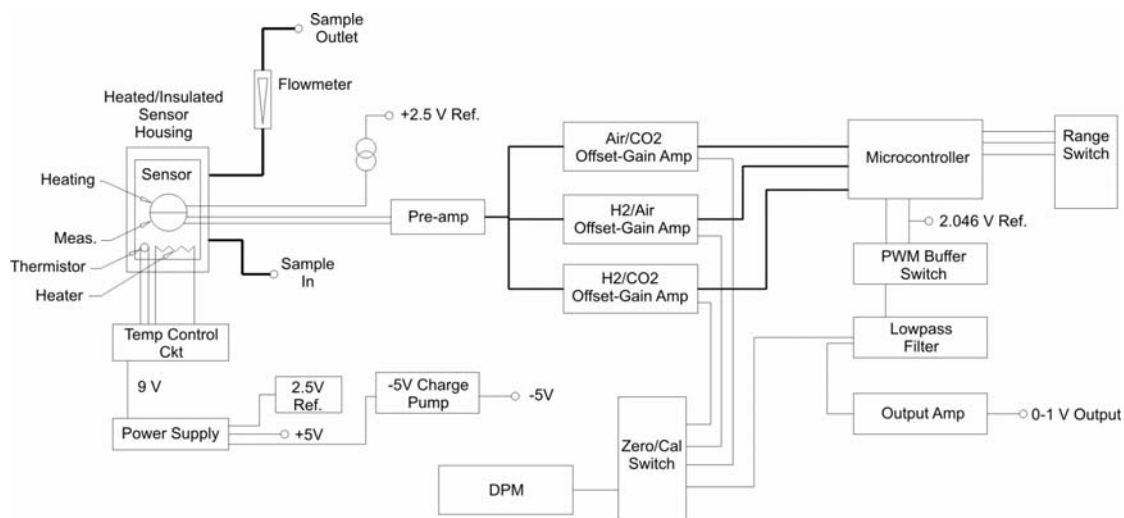 Sample
Outlet
Flowmeter
Heated/Insulated
Sensor
Housing
+2.5 V Ref.
Sensor
Heating
Meas.
Thermistor
Heater
Sample
In
Pre-amp
Air/CO2
Offset-Gain Amp
H2/Air
Offset-Gain Amp
H2/CO2
Offset-Gain Amp
Microcontroller
Range
Switch
2.046 V Ref.
PWM Buffer
Switch
Lowpass
Filter
Output Amp
0-1 V Output
Temp Control
Ckt
9 V
Power Supply
2.5V
Ref.
+5V
-5V Charge
Pump
-5V
Zero/Cal
Switch
DPM